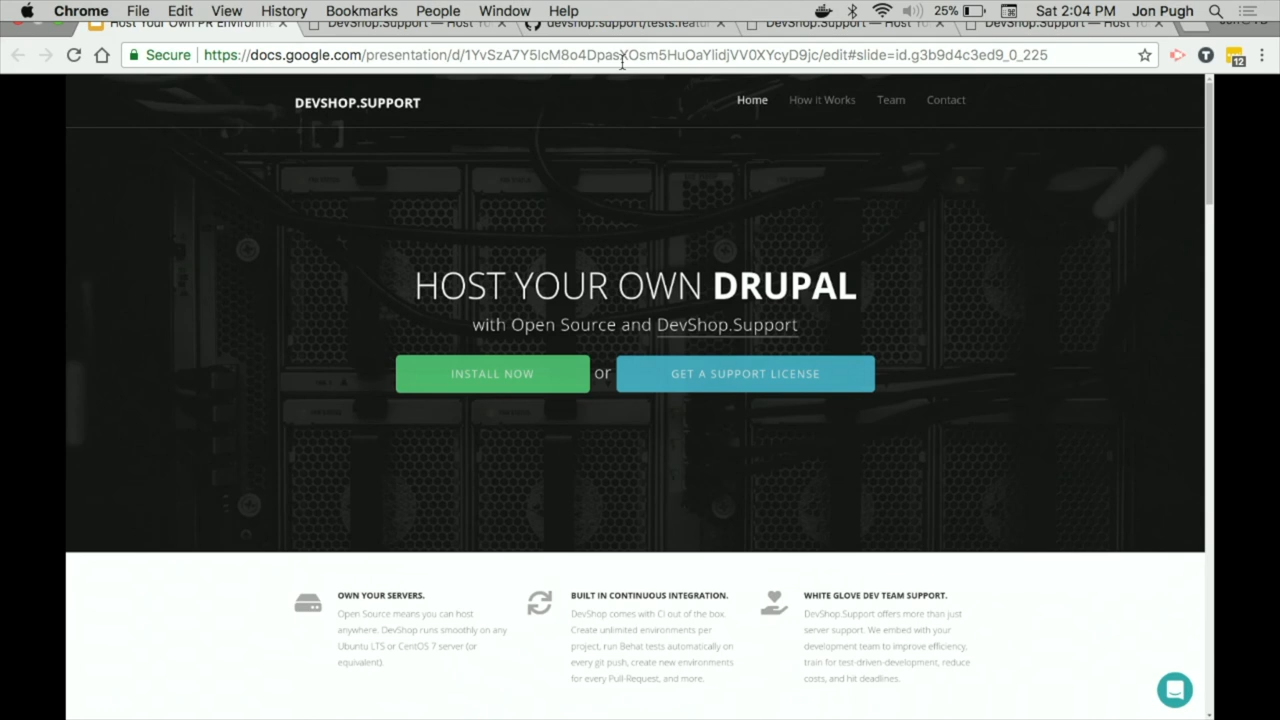 Chrome File Edit View History Bookmarks People Window Help 25% Sat 2:04 PM Jon Pugh
Host Your Own PR Environm DevShop.Support — Host Yo devshop.support/tests.featur DevShop.Support — Host DevShop.Support — Host Y
Secure https://docs.google.com/presentation/d/ /edit#slide=id.g3b9d4c3ed9_0_225 12
DEVSHOP.SUPPORT Home How it Works Team Contact
HOST YOUR OWN DRUPAL
with Open Source and DevShop.Support
INSTALL NOW or GET A SUPPORT LICENSE
OWN YOUR SERVERS.
Open Source means you can host
anywhere. DevShop runs smoothly on any
Ubuntu LTS or CentOS 7 server (or
equivalent).
BUILT IN CONTINUOUS INTEGRATION.
DevShop comes with CI out of the box.
Create unlimited environments per
project, run Behat tests automatically on
every git push, create new environments
for every Pull-Request, and more.
WHITE GLOVE DEV TEAM SUPPORT.
DevShop.Support offers more than just
server support. We embed with your
development team to improve efficiency,
train for test-driven-development, reduce
costs, and hit deadlines.